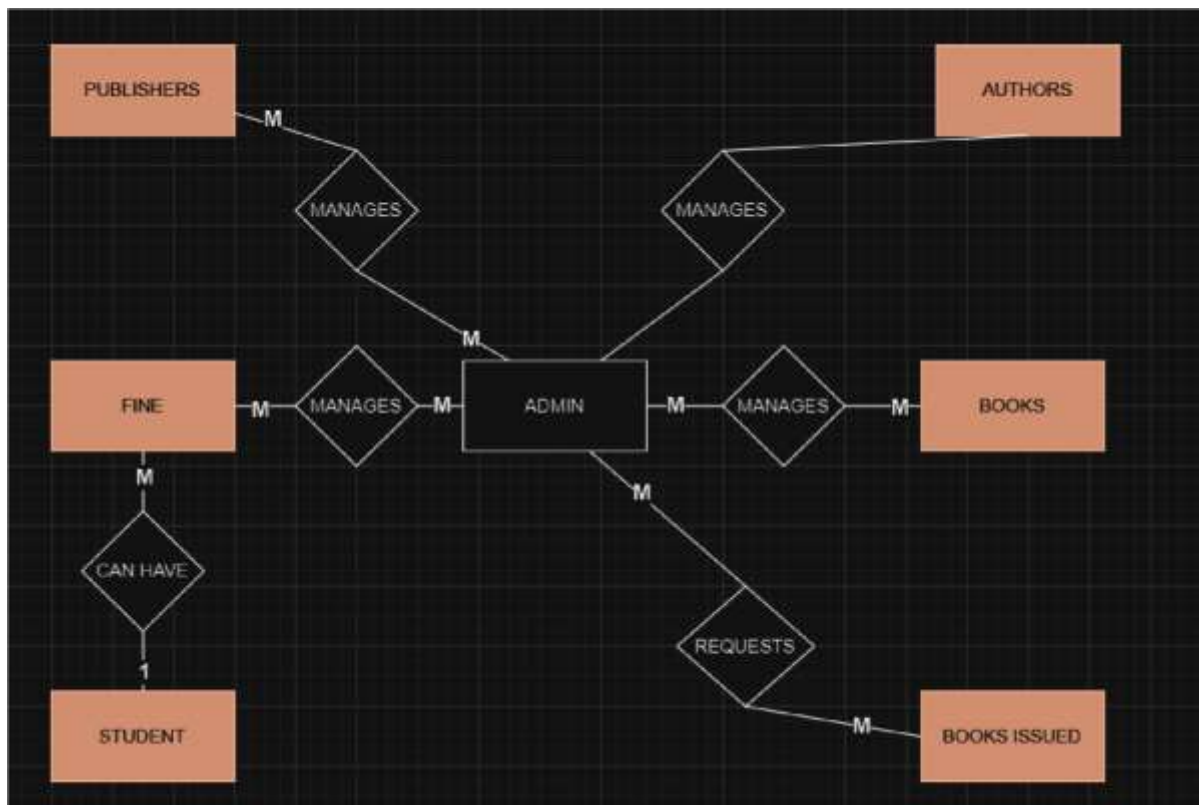 PUBLISHERS
AUTHORS
M
MANAGES
MANAGES
M
FINE
M
MANAGES
M
ADMIN
M
MANAGES
M
BOOKS
M
M
CAN HAVE
REQUESTS
1
STUDENT
M
BOOKS ISSUED